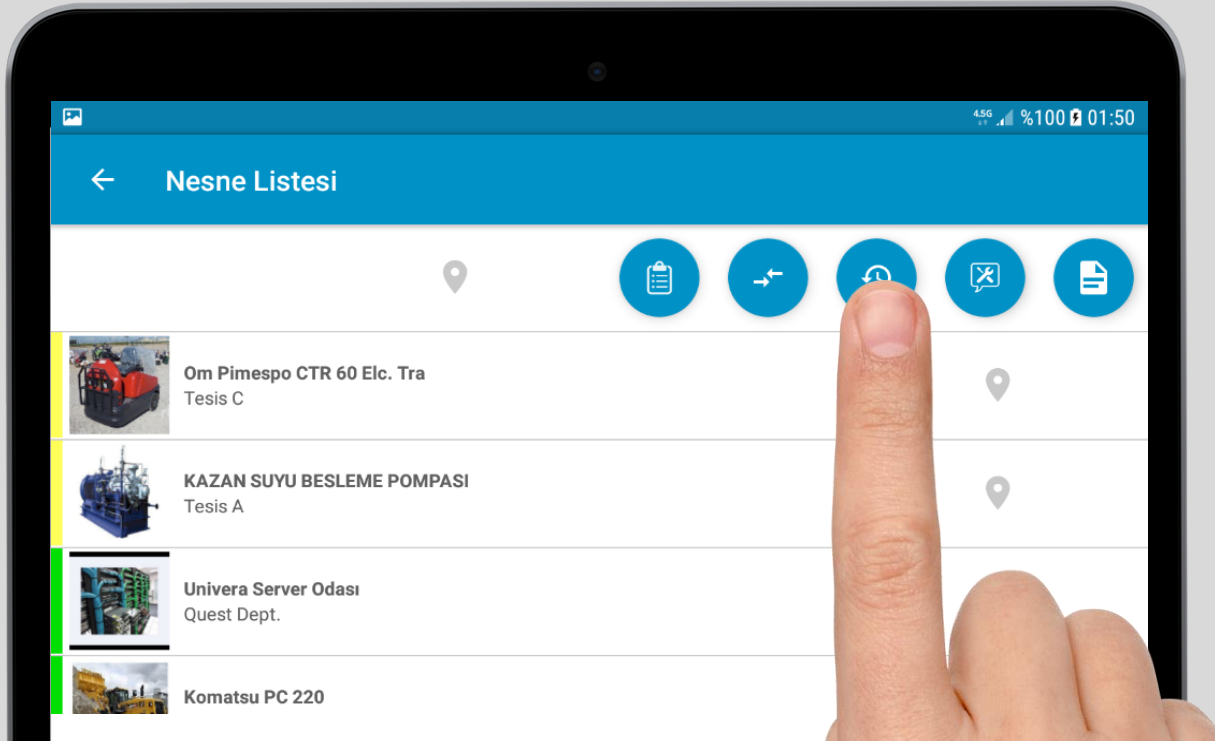 4.5G %100 01:50
Nesne Listesi
Om Pimespo CTR 60 Elc. Tra
Tesis C
KAZAN SUYU BESLEME POMPASI
Tesis A
Univera Server Odası
Quest Dept.
Komatsu PC 220